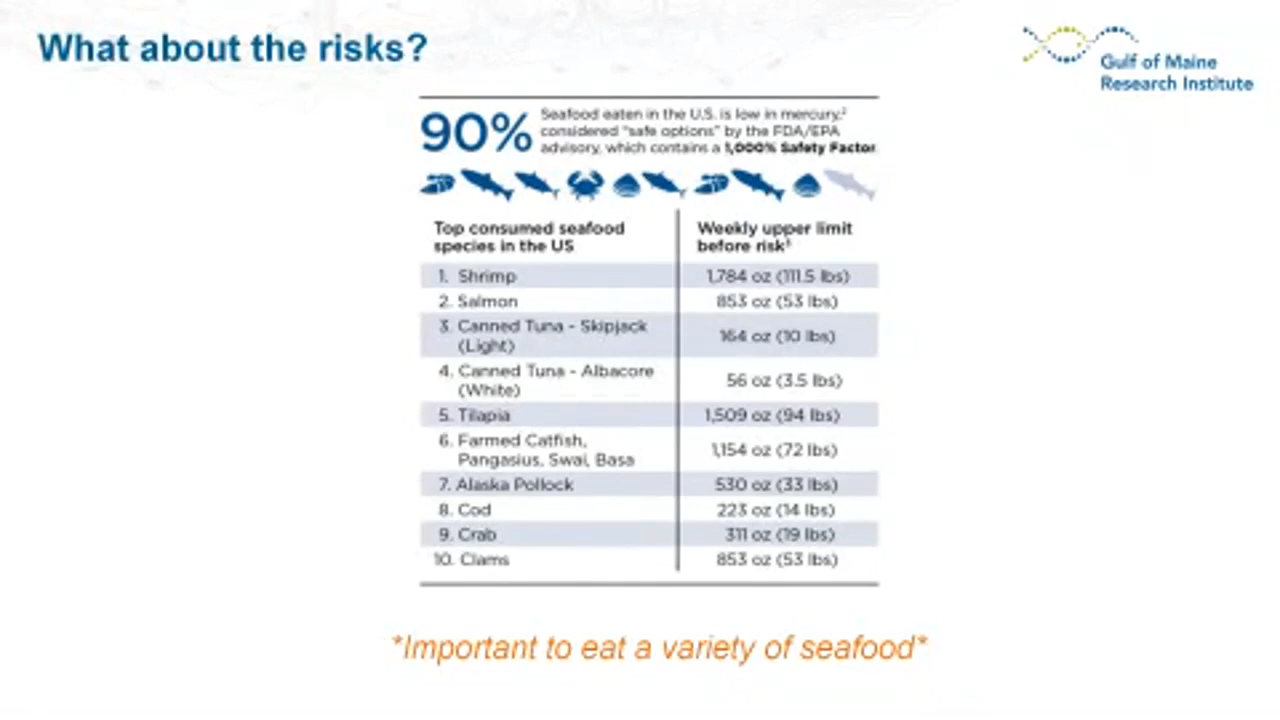 What about the risks?
Gulf of Maine
Research Institute
90%
Seafood eaten in the U.S. is low in mercury,²
considered "safe options" by the FDA/EPA
advisory, which contains a 1,000% Safety Factor.
Top consumed seafood
species in the US
Weekly upper limit
before risk³
1. Shrimp 1,784 oz (111.5 lbs)
2. Salmon 853 oz (53 lbs)
3. Canned Tuna - Skipjack
(Light) 164 oz (10 lbs)
4. Canned Tuna - Albacore
(White) 56 oz (3.5 lbs)
5. Tilapia 1,509 oz (94 lbs)
6. Farmed Catfish,
Pangasius, Swai, Basa 1,154 oz (72 lbs)
7. Alaska Pollock 530 oz (33 lbs)
8. Cod 223 oz (14 lbs)
9. Crab 311 oz (19 lbs)
10. Clams 853 oz (53 lbs)
*Important to eat a variety of seafood*